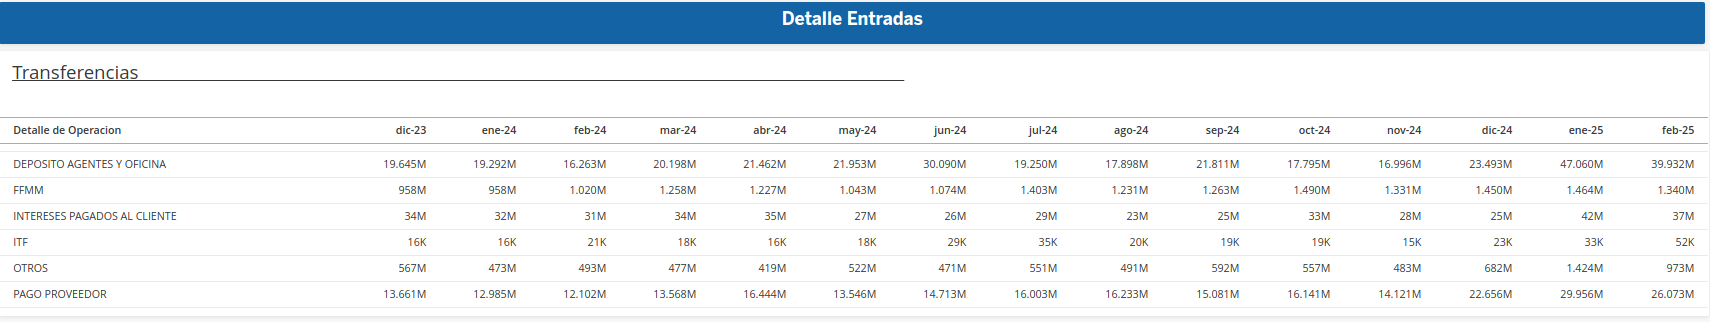 Detalle Entradas
Transferencias
Detalle de Operacion dic-23 ene-24 feb-24 mar-24 abr-24 may-24 jun-24 jul-24 ago-24 sep-24 oct-24 nov-24 dic-24 ene-25 feb-25
DEPOSITO AGENTES Y OFICINA 19.645M 19.292M 16.263M 20.198M 21.462M 21.953M 30.090M 19.250M 17.898M 21.811M 17.795M 16.996M 23.493M 47.060M 39.932M
FFMM 958M 958M 1.020M 1.258M 1.227M 1.043M 1.074M 1.403M 1.231M 1.263M 1.490M 1.331M 1.450M 1.464M 1.340M
INTERESES PAGADOS AL CLIENTE 34M 32M 31M 34M 35M 27M 26M 29M 23M 25M 33M 28M 25M 42M 37M
ITF 16K 16K 21K 18K 16K 18K 29K 35K 20K 19K 19K 15K 23K 33K 52K
OTROS 567M 473M 493M 477M 419M 522M 471M 551M 491M 592M 557M 483M 682M 1.424M 973M
PAGO PROVEEDOR 13.661M 12.985M 12.102M 13.568M 16.444M 13.546M 14.713M 16.003M 16.233M 15.081M 16.141M 14.121M 22.656M 29.956M 26.073M